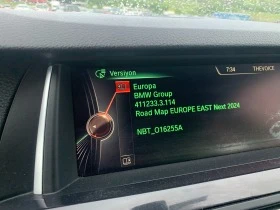 Versiyon
7:34
THEVOICE
Europa
BMW Group
411233.3.114
Road Map EUROPE EAST Next 2024
NBT_O16255A